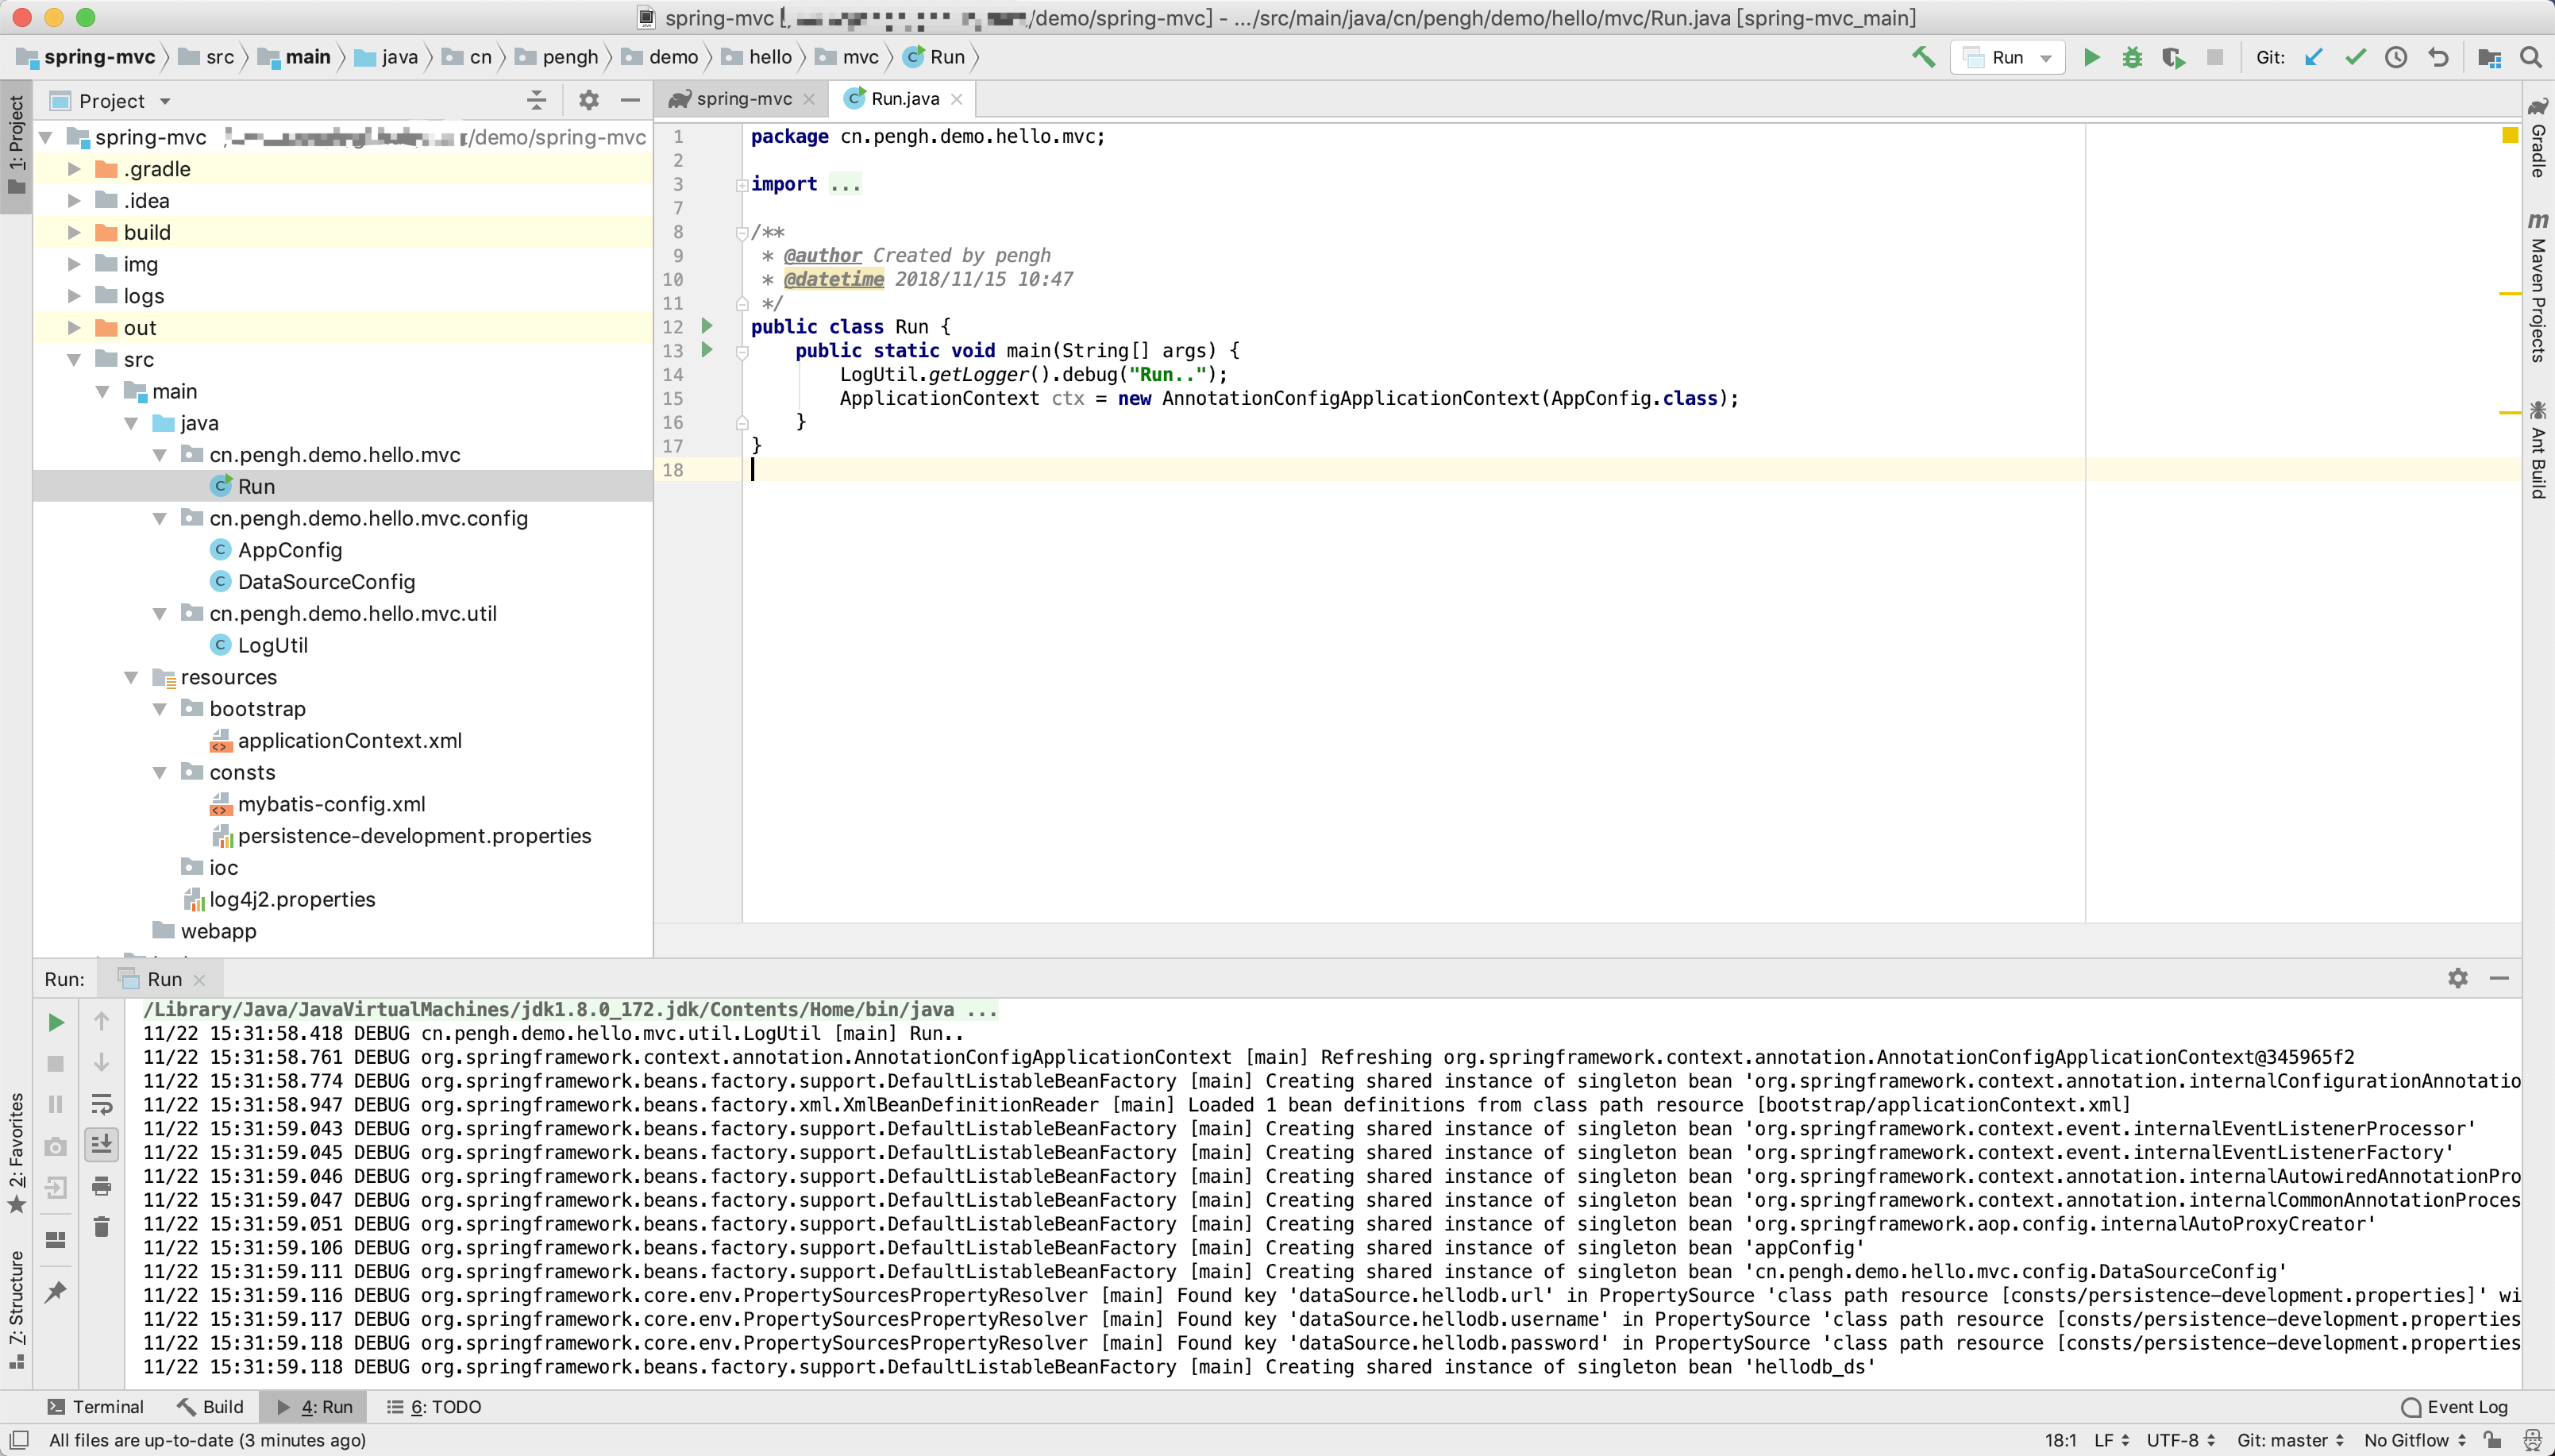 spring-mvc [ /demo/spring-mvc] - .../src/main/java/cn/pengh/demo/hello/mvc/Run.java [spring-mvc_main]
spring-mvc src main java cn pengh demo hello mvc Run
Run Git:
1: Project
Project
spring-mvc /demo/spring-mvc
.gradle
.idea
build
img
logs
out
src
main
java
cn.pengh.demo.hello.mvc
Run
cn.pengh.demo.hello.mvc.config
AppConfig
DataSourceConfig
cn.pengh.demo.hello.mvc.util
LogUtil
resources
bootstrap
applicationContext.xml
consts
mybatis-config.xml
persistence-development.properties
ioc
log4j2.properties
webapp
spring-mvc Run.java
1 package cn.pengh.demo.hello.mvc;
2
3 import ...
7
8 /**
9 * @author Created by pengh
10 * @datetime 2018/11/15 10:47
11 */
12 public class Run {
13 public static void main(String[] args) {
14 LogUtil.getLogger().debug("Run..");
15 ApplicationContext ctx = new AnnotationConfigApplicationContext(AppConfig.class);
16 }
17 }
18
Gradle
Maven Projects
Ant Build
2: Favorites
Z: Structure
Run: Run
/Library/Java/JavaVirtualMachines/jdk1.8.0_172.jdk/Contents/Home/bin/java ...
11/22 15:31:58.418 DEBUG cn.pengh.demo.hello.mvc.util.LogUtil [main] Run..
11/22 15:31:58.761 DEBUG org.springframework.context.annotation.AnnotationConfigApplicationContext [main] Refreshing org.springframework.context.annotation.AnnotationConfigApplicationContext@345965f2
11/22 15:31:58.774 DEBUG org.springframework.beans.factory.support.DefaultListableBeanFactory [main] Creating shared instance of singleton bean 'org.springframework.context.annotation.internalConfigurationAnnotatio
11/22 15:31:58.947 DEBUG org.springframework.beans.factory.xml.XmlBeanDefinitionReader [main] Loaded 1 bean definitions from class path resource [bootstrap/applicationContext.xml]
11/22 15:31:59.043 DEBUG org.springframework.beans.factory.support.DefaultListableBeanFactory [main] Creating shared instance of singleton bean 'org.springframework.context.event.internalEventListenerProcessor'
11/22 15:31:59.045 DEBUG org.springframework.beans.factory.support.DefaultListableBeanFactory [main] Creating shared instance of singleton bean 'org.springframework.context.event.internalEventListenerFactory'
11/22 15:31:59.046 DEBUG org.springframework.beans.factory.support.DefaultListableBeanFactory [main] Creating shared instance of singleton bean 'org.springframework.context.annotation.internalAutowiredAnnotationPro
11/22 15:31:59.047 DEBUG org.springframework.beans.factory.support.DefaultListableBeanFactory [main] Creating shared instance of singleton bean 'org.springframework.context.annotation.internalCommonAnnotationProces
11/22 15:31:59.051 DEBUG org.springframework.beans.factory.support.DefaultListableBeanFactory [main] Creating shared instance of singleton bean 'org.springframework.aop.config.internalAutoProxyCreator'
11/22 15:31:59.106 DEBUG org.springframework.beans.factory.support.DefaultListableBeanFactory [main] Creating shared instance of singleton bean 'appConfig'
11/22 15:31:59.111 DEBUG org.springframework.beans.factory.support.DefaultListableBeanFactory [main] Creating shared instance of singleton bean 'cn.pengh.demo.hello.mvc.config.DataSourceConfig'
11/22 15:31:59.116 DEBUG org.springframework.core.env.PropertySourcesPropertyResolver [main] Found key 'dataSource.hellodb.url' in PropertySource 'class path resource [consts/persistence-development.properties]' wi
11/22 15:31:59.117 DEBUG org.springframework.core.env.PropertySourcesPropertyResolver [main] Found key 'dataSource.hellodb.username' in PropertySource 'class path resource [consts/persistence-development.properties
11/22 15:31:59.118 DEBUG org.springframework.core.env.PropertySourcesPropertyResolver [main] Found key 'dataSource.hellodb.password' in PropertySource 'class path resource [consts/persistence-development.properties
11/22 15:31:59.118 DEBUG org.springframework.beans.factory.support.DefaultListableBeanFactory [main] Creating shared instance of singleton bean 'hellodb_ds'
Terminal Build 4: Run 6: TODO Event Log
All files are up-to-date (3 minutes ago) 18:1 LF UTF-8 Git: master No Gitflow